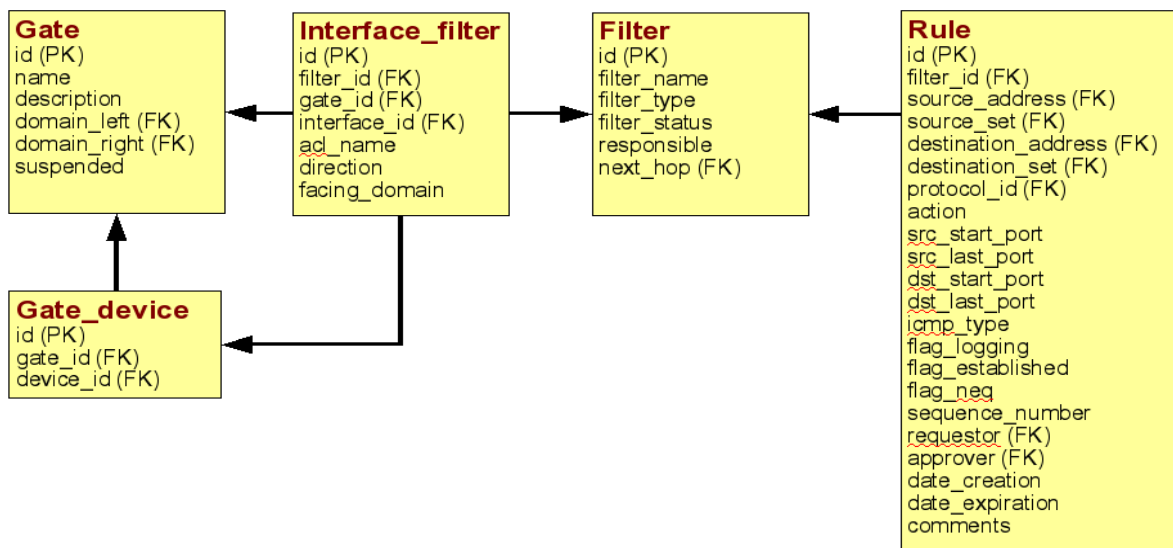 Gate
id (PK)
name
description
domain_left (FK)
domain_right (FK)
suspended
Interface_filter
id (PK)
filter_id (FK)
gate_id (FK)
interface_id (FK)
acl_name
direction
facing_domain
Filter
id (PK)
filter_name
filter_type
filter_status
responsible
next_hop (FK)
Rule
id (PK)
filter_id (FK)
source_address (FK)
source_set (FK)
destination_address (FK)
destination_set (FK)
protocol_id (FK)
action
src_start_port
src_last_port
dst_start_port
dst_last_port
icmp_type
flag_logging
flag_established
flag_neq
sequence_number
requestor (FK)
approver (FK)
date_creation
date_expiration
comments
Gate_device
id (PK)
gate_id (FK)
device_id (FK)